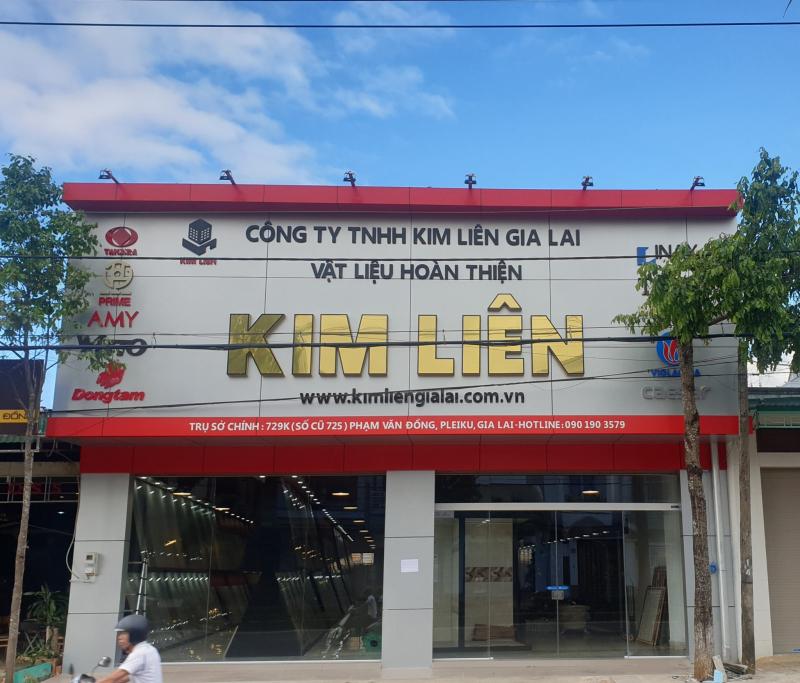 CÔNG TY TNHH KIM LIÊN GIA LAI
VẬT LIỆU HOÀN THIỆN
KIM LIÊN
www.kimliengialai.com.vn
TRỤ SỞ CHÍNH : 729K ( SỐ CŨ 725 ) PHẠM VĂN ĐỒNG, PLEIKU, GIA LAI-HOTLINE: 090 190 3579
TAKARA
KIM LIEN
PRIME
AMY
Dongtam
VIGLACERA
caesar
ĐỒN